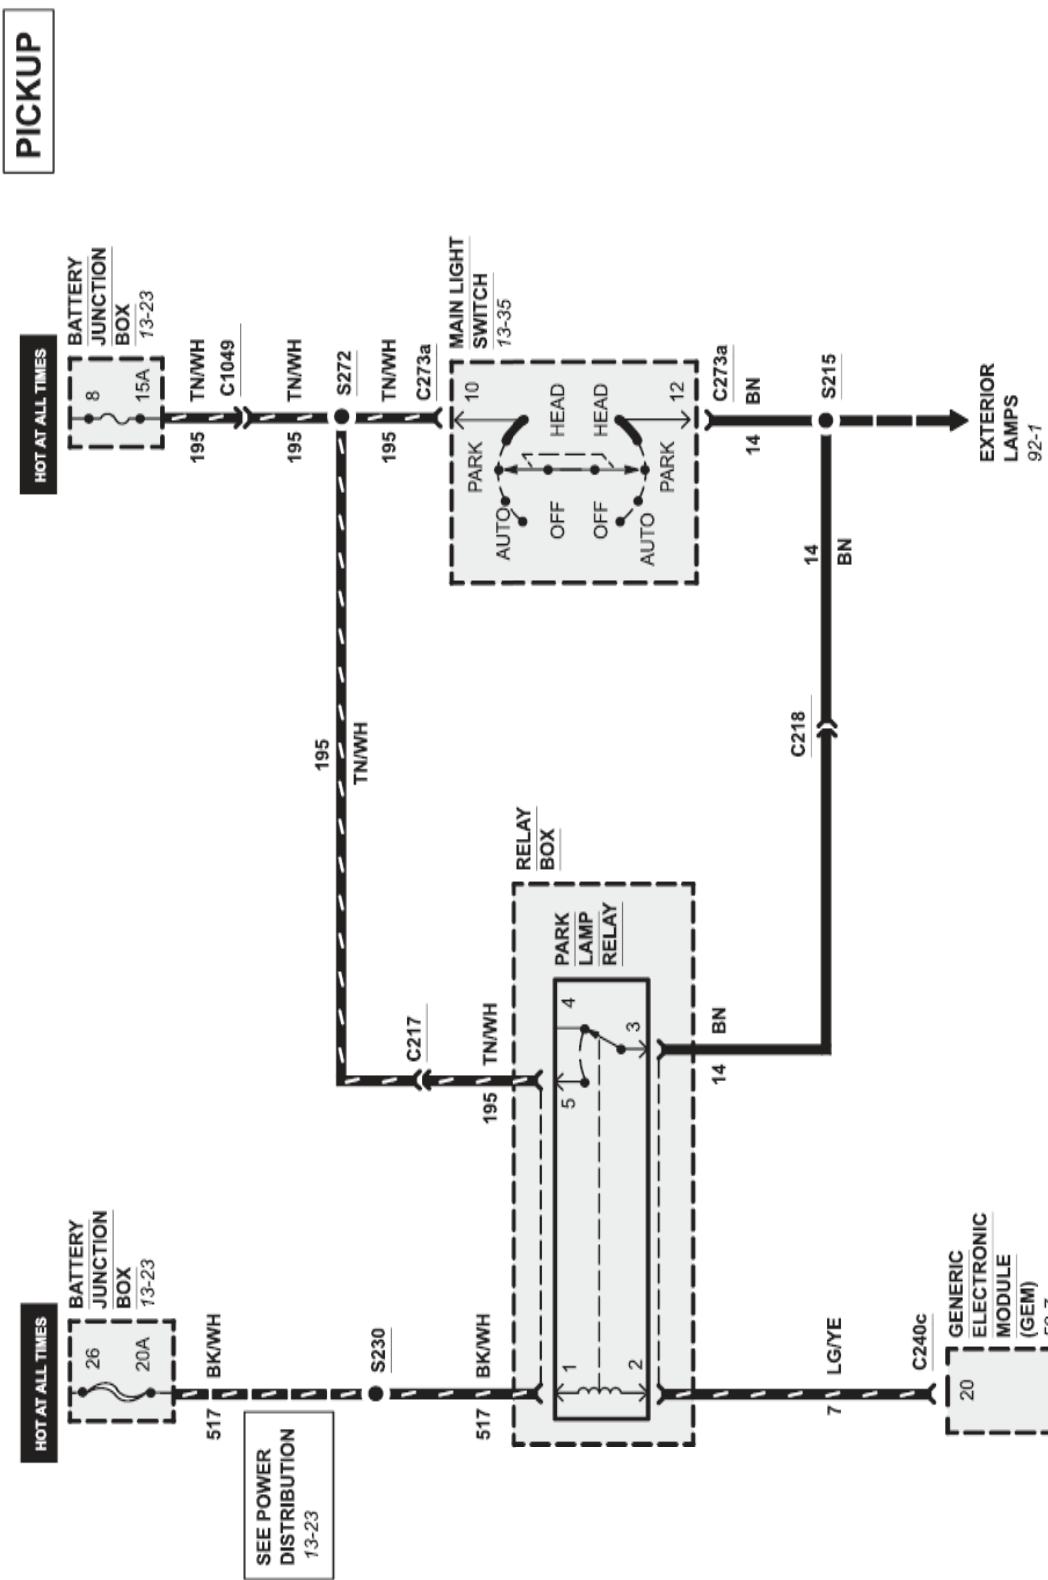 PICKUP
HOT AT ALL TIMES
BATTERY
JUNCTION
BOX
13-23
26
20A
517
BK/WH
SEE POWER
DISTRIBUTION
13-23
S230
517
BK/WH
1
2
7
LG/YE
C240c
20
GENERIC
ELECTRONIC
MODULE
(GEM)
HOT AT ALL TIMES
BATTERY
JUNCTION
BOX
13-23
8
15A
195
TN/WH
C1049
195
TN/WH
S272
195
TN/WH
C273a
195
TN/WH
C217
195
TN/WH
RELAY
BOX
PARK
LAMP
RELAY
5
4
3
14
BN
MAIN LIGHT
SWITCH
13-35
10
AUTO
PARK
OFF
HEAD
OFF
HEAD
AUTO
PARK
12
C273a
14
BN
S215
14
BN
C218
EXTERIOR
LAMPS
92-1